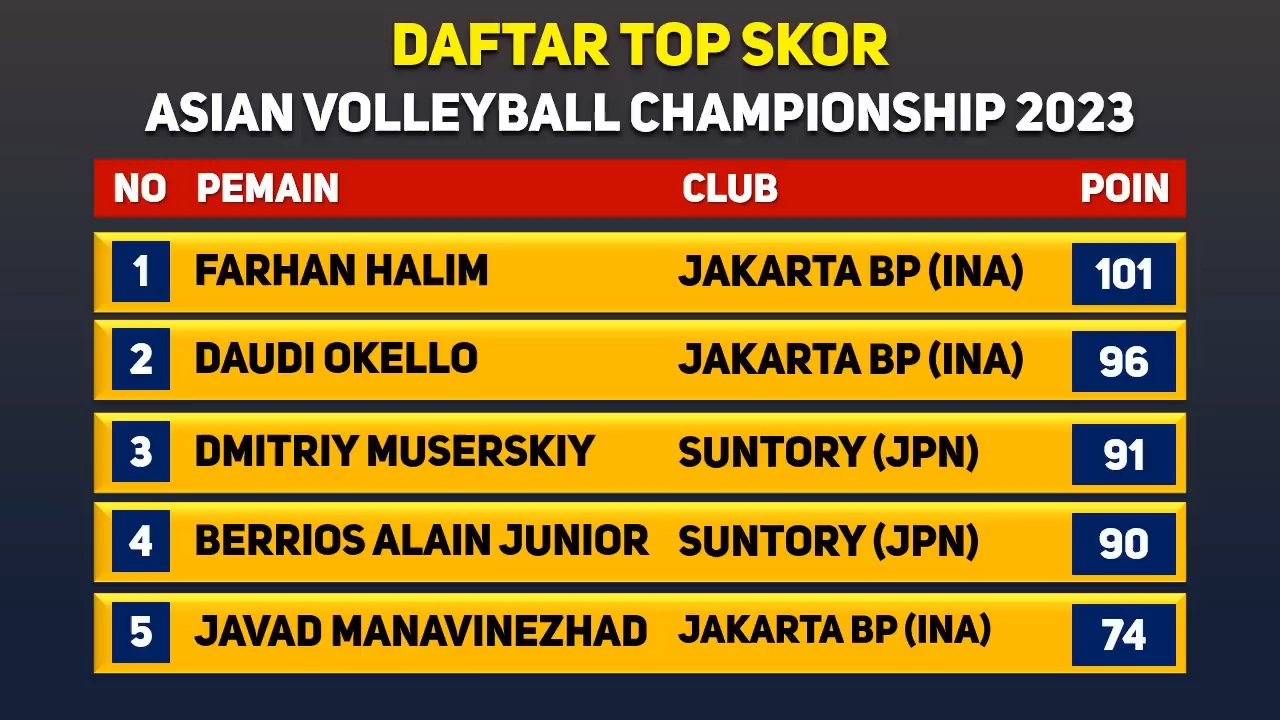 DAFTAR TOP SKOR
ASIAN VOLLEYBALL CHAMPIONSHIP 2023
NO PEMAIN CLUB POIN
1 FARHAN HALIM JAKARTA BP (INA) 101
2 DAUDI OKELLO JAKARTA BP (INA) 96
3 DMITRIY MUSERSKIY SUNTORY (JPN) 91
4 BERRIOS ALAIN JUNIOR SUNTORY (JPN) 90
5 JAVAD MANAVINEZHAD JAKARTA BP (INA) 74